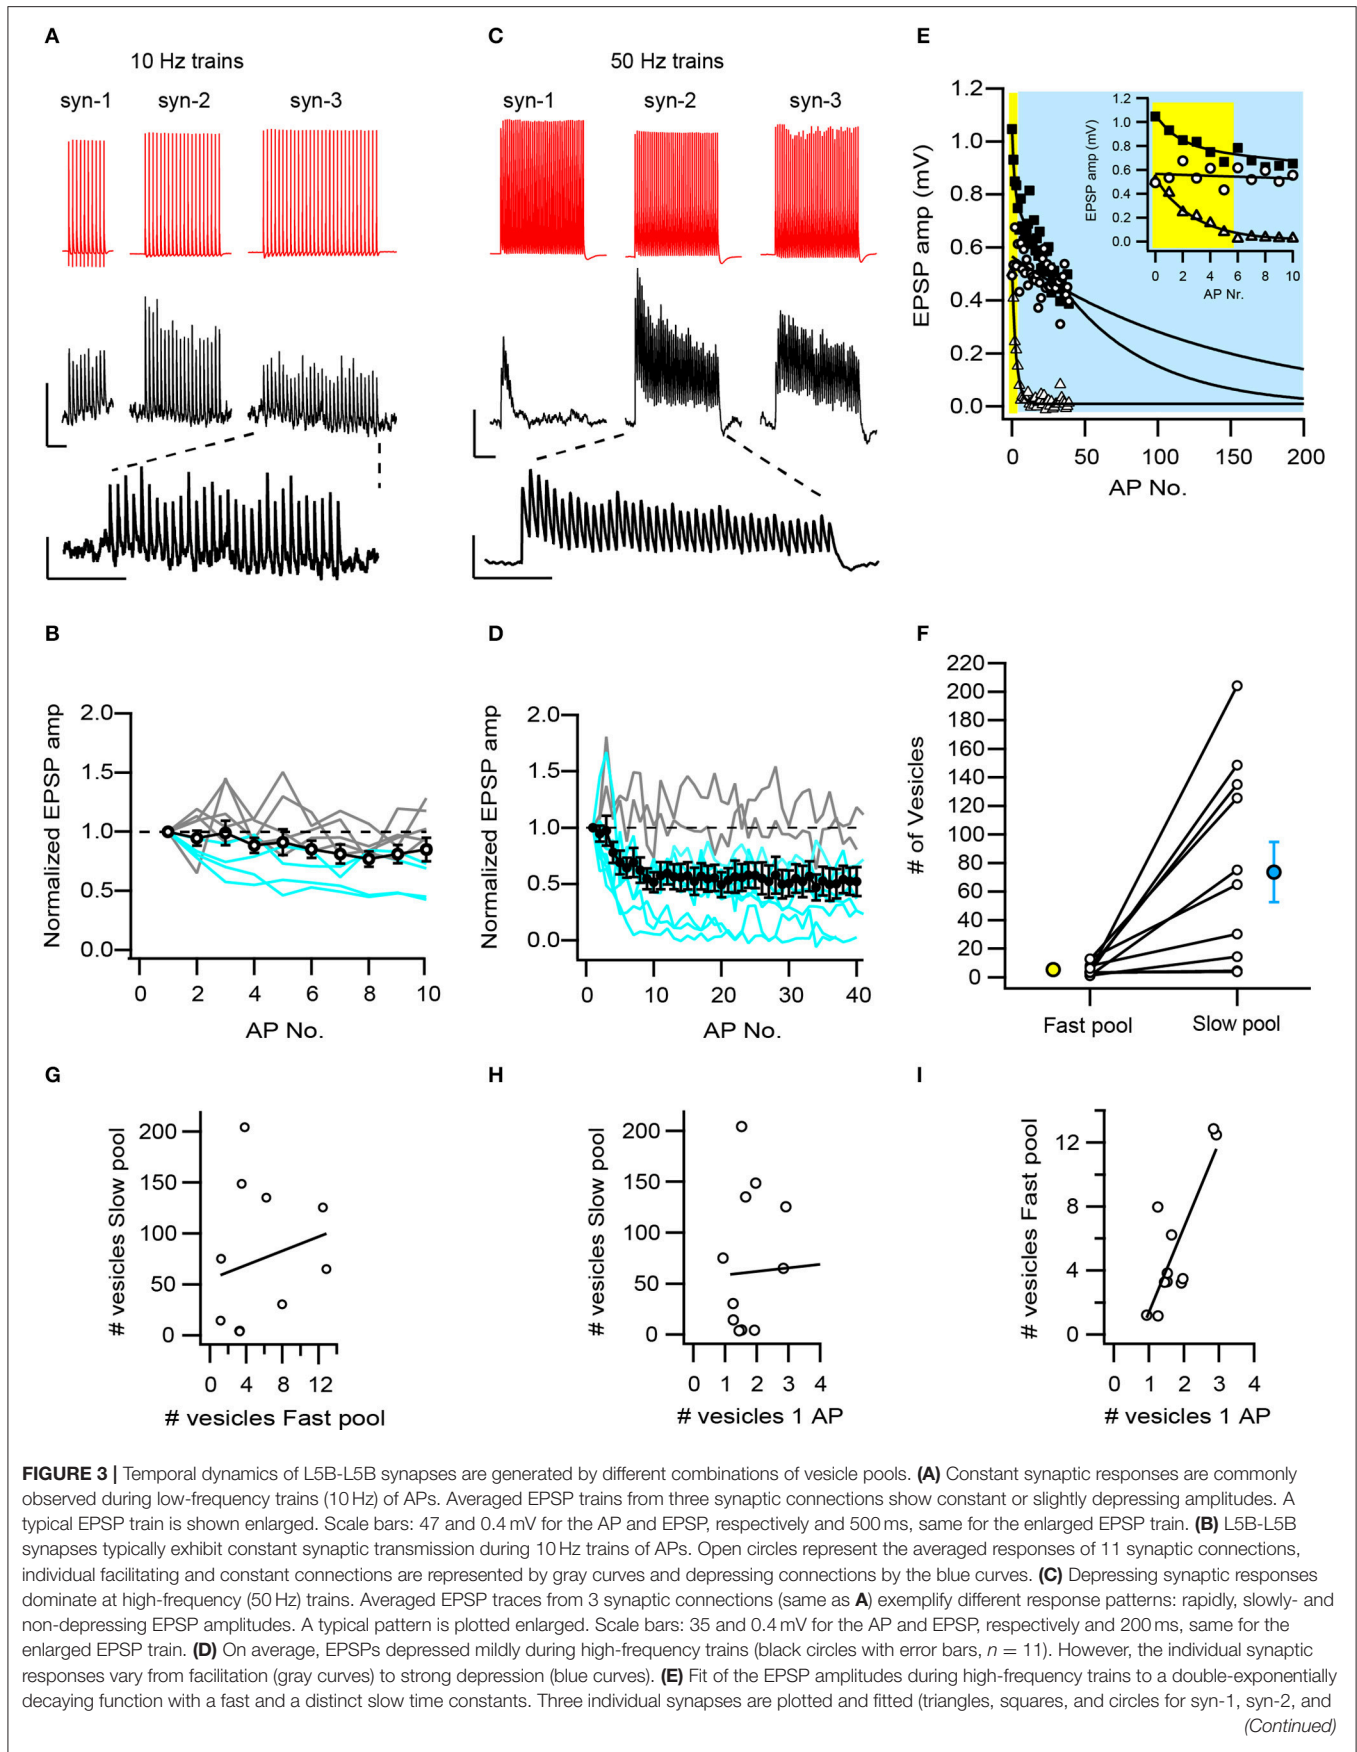 A
10 Hz trains
syn-1 syn-2 syn-3
C
50 Hz trains
syn-1 syn-2 syn-3
E
EPSP amp (mV)
1.2
1.0
0.8
0.6
0.4
0.2
0.0
0 50 100 150 200
AP No.
EPSP amp (mV)
1.2
1.0
0.8
0.6
0.4
0.2
0.0
0 2 4 6 8 10
AP Nr.
B
Normalized EPSP amp
2.0
1.5
1.0
0.5
0.0
0 2 4 6 8 10
AP No.
D
Normalized EPSP amp
2.0
1.5
1.0
0.5
0.0
0 10 20 30 40
AP No.
F
# of Vesicles
220
200
180
160
140
120
100
80
60
40
20
0
Fast pool Slow pool
G
# vesicles Slow pool
200
150
100
50
0
0 4 8 12
# vesicles Fast pool
H
# vesicles Slow pool
200
150
100
50
0
0 1 2 3 4
# vesicles 1 AP
I
# vesicles Fast pool
12
8
4
0
0 1 2 3 4
# vesicles 1 AP
FIGURE 3 | Temporal dynamics of L5B-L5B synapses are generated by different combinations of vesicle pools. (A) Constant synaptic responses are commonly
observed during low-frequency trains (10 Hz) of APs. Averaged EPSP trains from three synaptic connections show constant or slightly depressing amplitudes. A
typical EPSP train is shown enlarged. Scale bars: 47 and 0.4 mV for the AP and EPSP, respectively and 500 ms, same for the enlarged EPSP train. (B) L5B-L5B
synapses typically exhibit constant synaptic transmission during 10 Hz trains of APs. Open circles represent the averaged responses of 11 synaptic connections,
individual facilitating and constant connections are represented by gray curves and depressing connections by the blue curves. (C) Depressing synaptic responses
dominate at high-frequency (50 Hz) trains. Averaged EPSP traces from 3 synaptic connections (same as A) exemplify different response patterns: rapidly, slowly- and
non-depressing EPSP amplitudes. A typical pattern is plotted enlarged. Scale bars: 35 and 0.4 mV for the AP and EPSP, respectively and 200 ms, same for the
enlarged EPSP train. (D) On average, EPSPs depressed mildly during high-frequency trains (black circles with error bars, n = 11). However, the individual synaptic
responses vary from facilitation (gray curves) to strong depression (blue curves). (E) Fit of the EPSP amplitudes during high-frequency trains to a double-exponentially
decaying function with a fast and a distinct slow time constants. Three individual synapses are plotted and fitted (triangles, squares, and circles for syn-1, syn-2, and
(Continued)